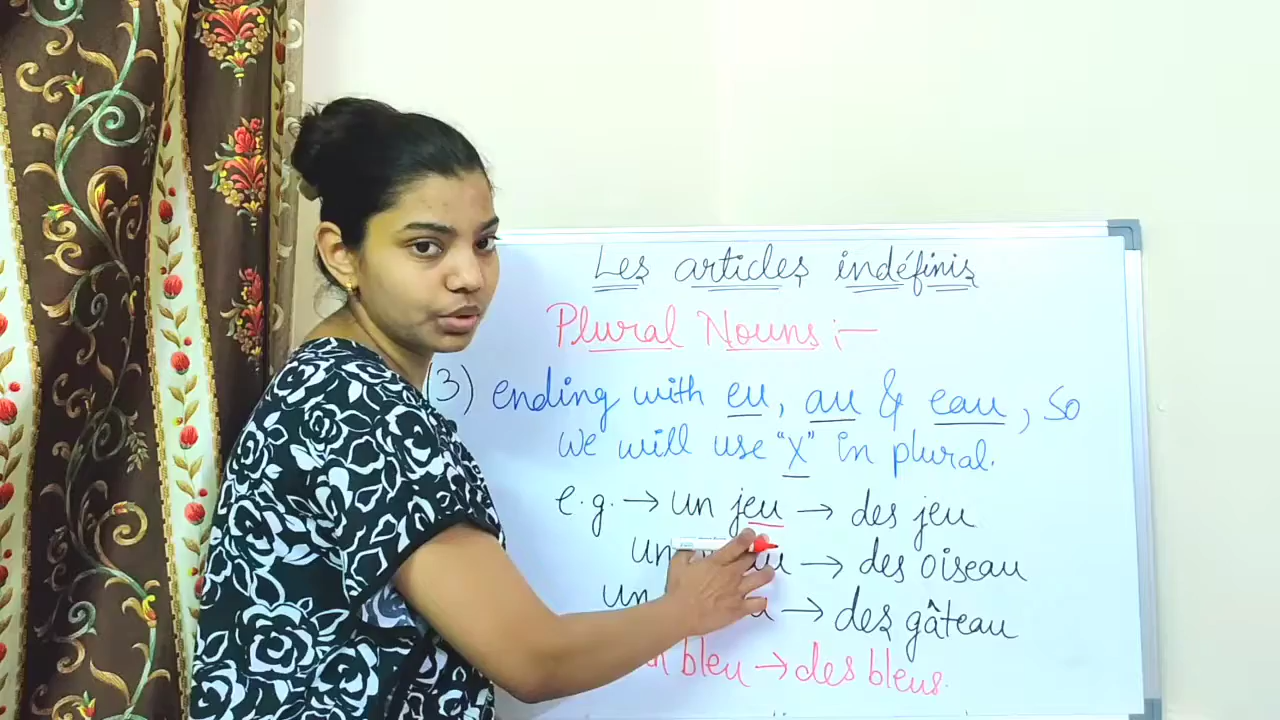 Les articles indéfinis
Plural Nouns :-
(3) ending with eu, au & eau, so
we will use "X" in plural.
e.g. → un jeu → des jeu
un → des oiseau
un → des gâteau
bleu → des bleus.